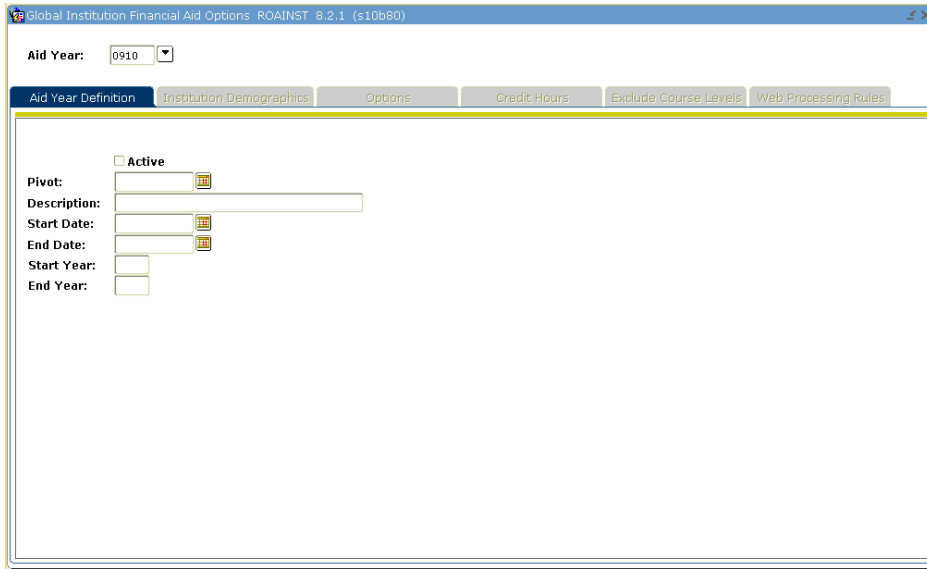 Global Institution Financial Aid Options ROAINST 8.2.1 (s10b80)
Aid Year: 0910
Aid Year Definition Institution Demographics Options Credit Hours Exclude Course Levels Web Processing Rules
Active
Pivot:
Description:
Start Date:
End Date:
Start Year:
End Year: